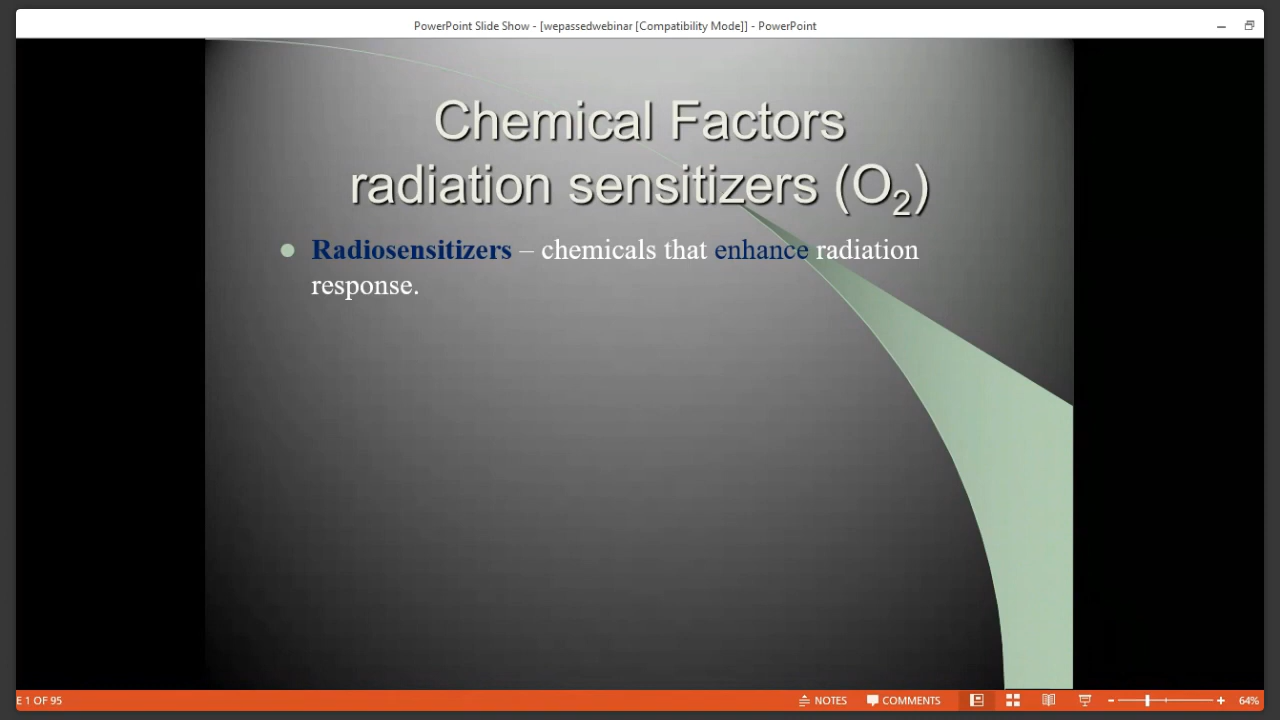 PowerPoint Slide Show - [wepassedwebinar [Compatibility Mode]] - PowerPoint
Chemical Factors
radiation sensitizers (O₂)
Radiosensitizers – chemicals that enhance radiation
response.
E 1 OF 95 NOTES COMMENTS 64%